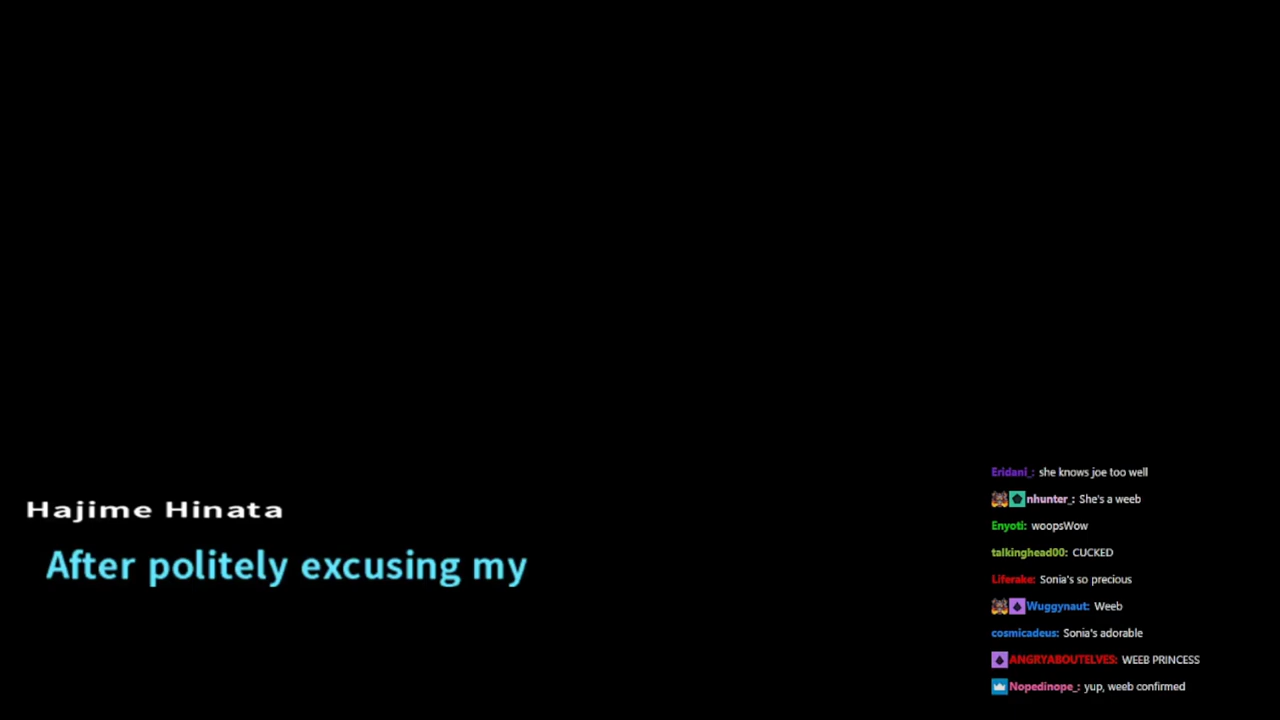 Hajime Hinata
After politely excusing my
Eridani_: she knows joe too well
nhunter_: She's a weeb
Enyoti: woopsWow
talkinghead00: CUCKED
Liferake: Sonia's so precious
Wuggynaut: Weeb
cosmicadeus: Sonia's adorable
ANGRYABOUTELVES: WEEB PRINCESS
Nopedinope_: yup, weeb confirmed